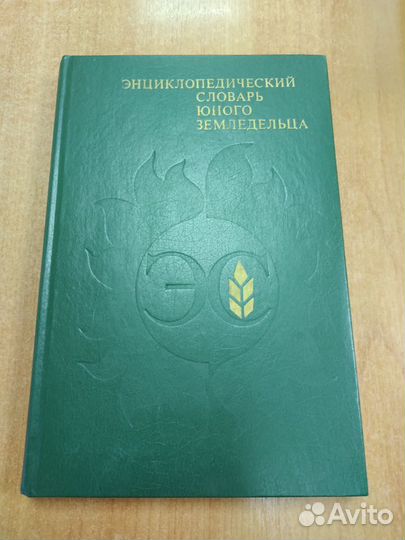 ЭНЦИКЛОПЕДИЧЕСКИЙ
СЛОВАРЬ
ЮНОГО
ЗЕМЛЕДЕЛЬЦА
ЭС
Avito